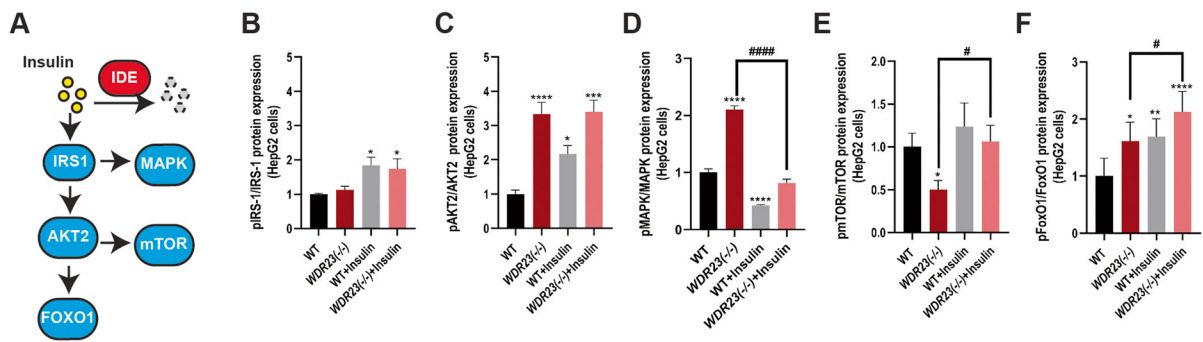 A
Insulin
IDE
IRS1
MAPK
AKT2
mTOR
FOXO1
B
pIRS-1/IRS-1 protein expression
(HepG2 cells)
5
4
3
2
1
0
*
*
WT
WDR23(-/-)
WT+Insulin
WDR23(-/-)+Insulin
C
pAKT2/AKT2 protein expression
(HepG2 cells)
5
4
3
2
1
0
****
*
***
WT
WDR23(-/-)
WT+Insulin
WDR23(-/-)+Insulin
D
pMAPK/MAPK protein expression
(HepG2 cells)
3
2
1
0
####
****
****
WT
WDR23(-/-)
WT+Insulin
WDR23(-/-)+Insulin
E
pmTOR/mTOR protein expression
(HepG2 cells)
2.0
1.5
1.0
0.5
0.0
#
*
WT
WDR23(-/-)
WT+Insulin
WDR23(-/-)+Insulin
F
pFoxO1/FoxO1 protein expression
(HepG2 cells)
3
2
1
0
#
*
**
****
WT
WDR23(-/-)
WT+Insulin
WDR23(-/-)+Insulin